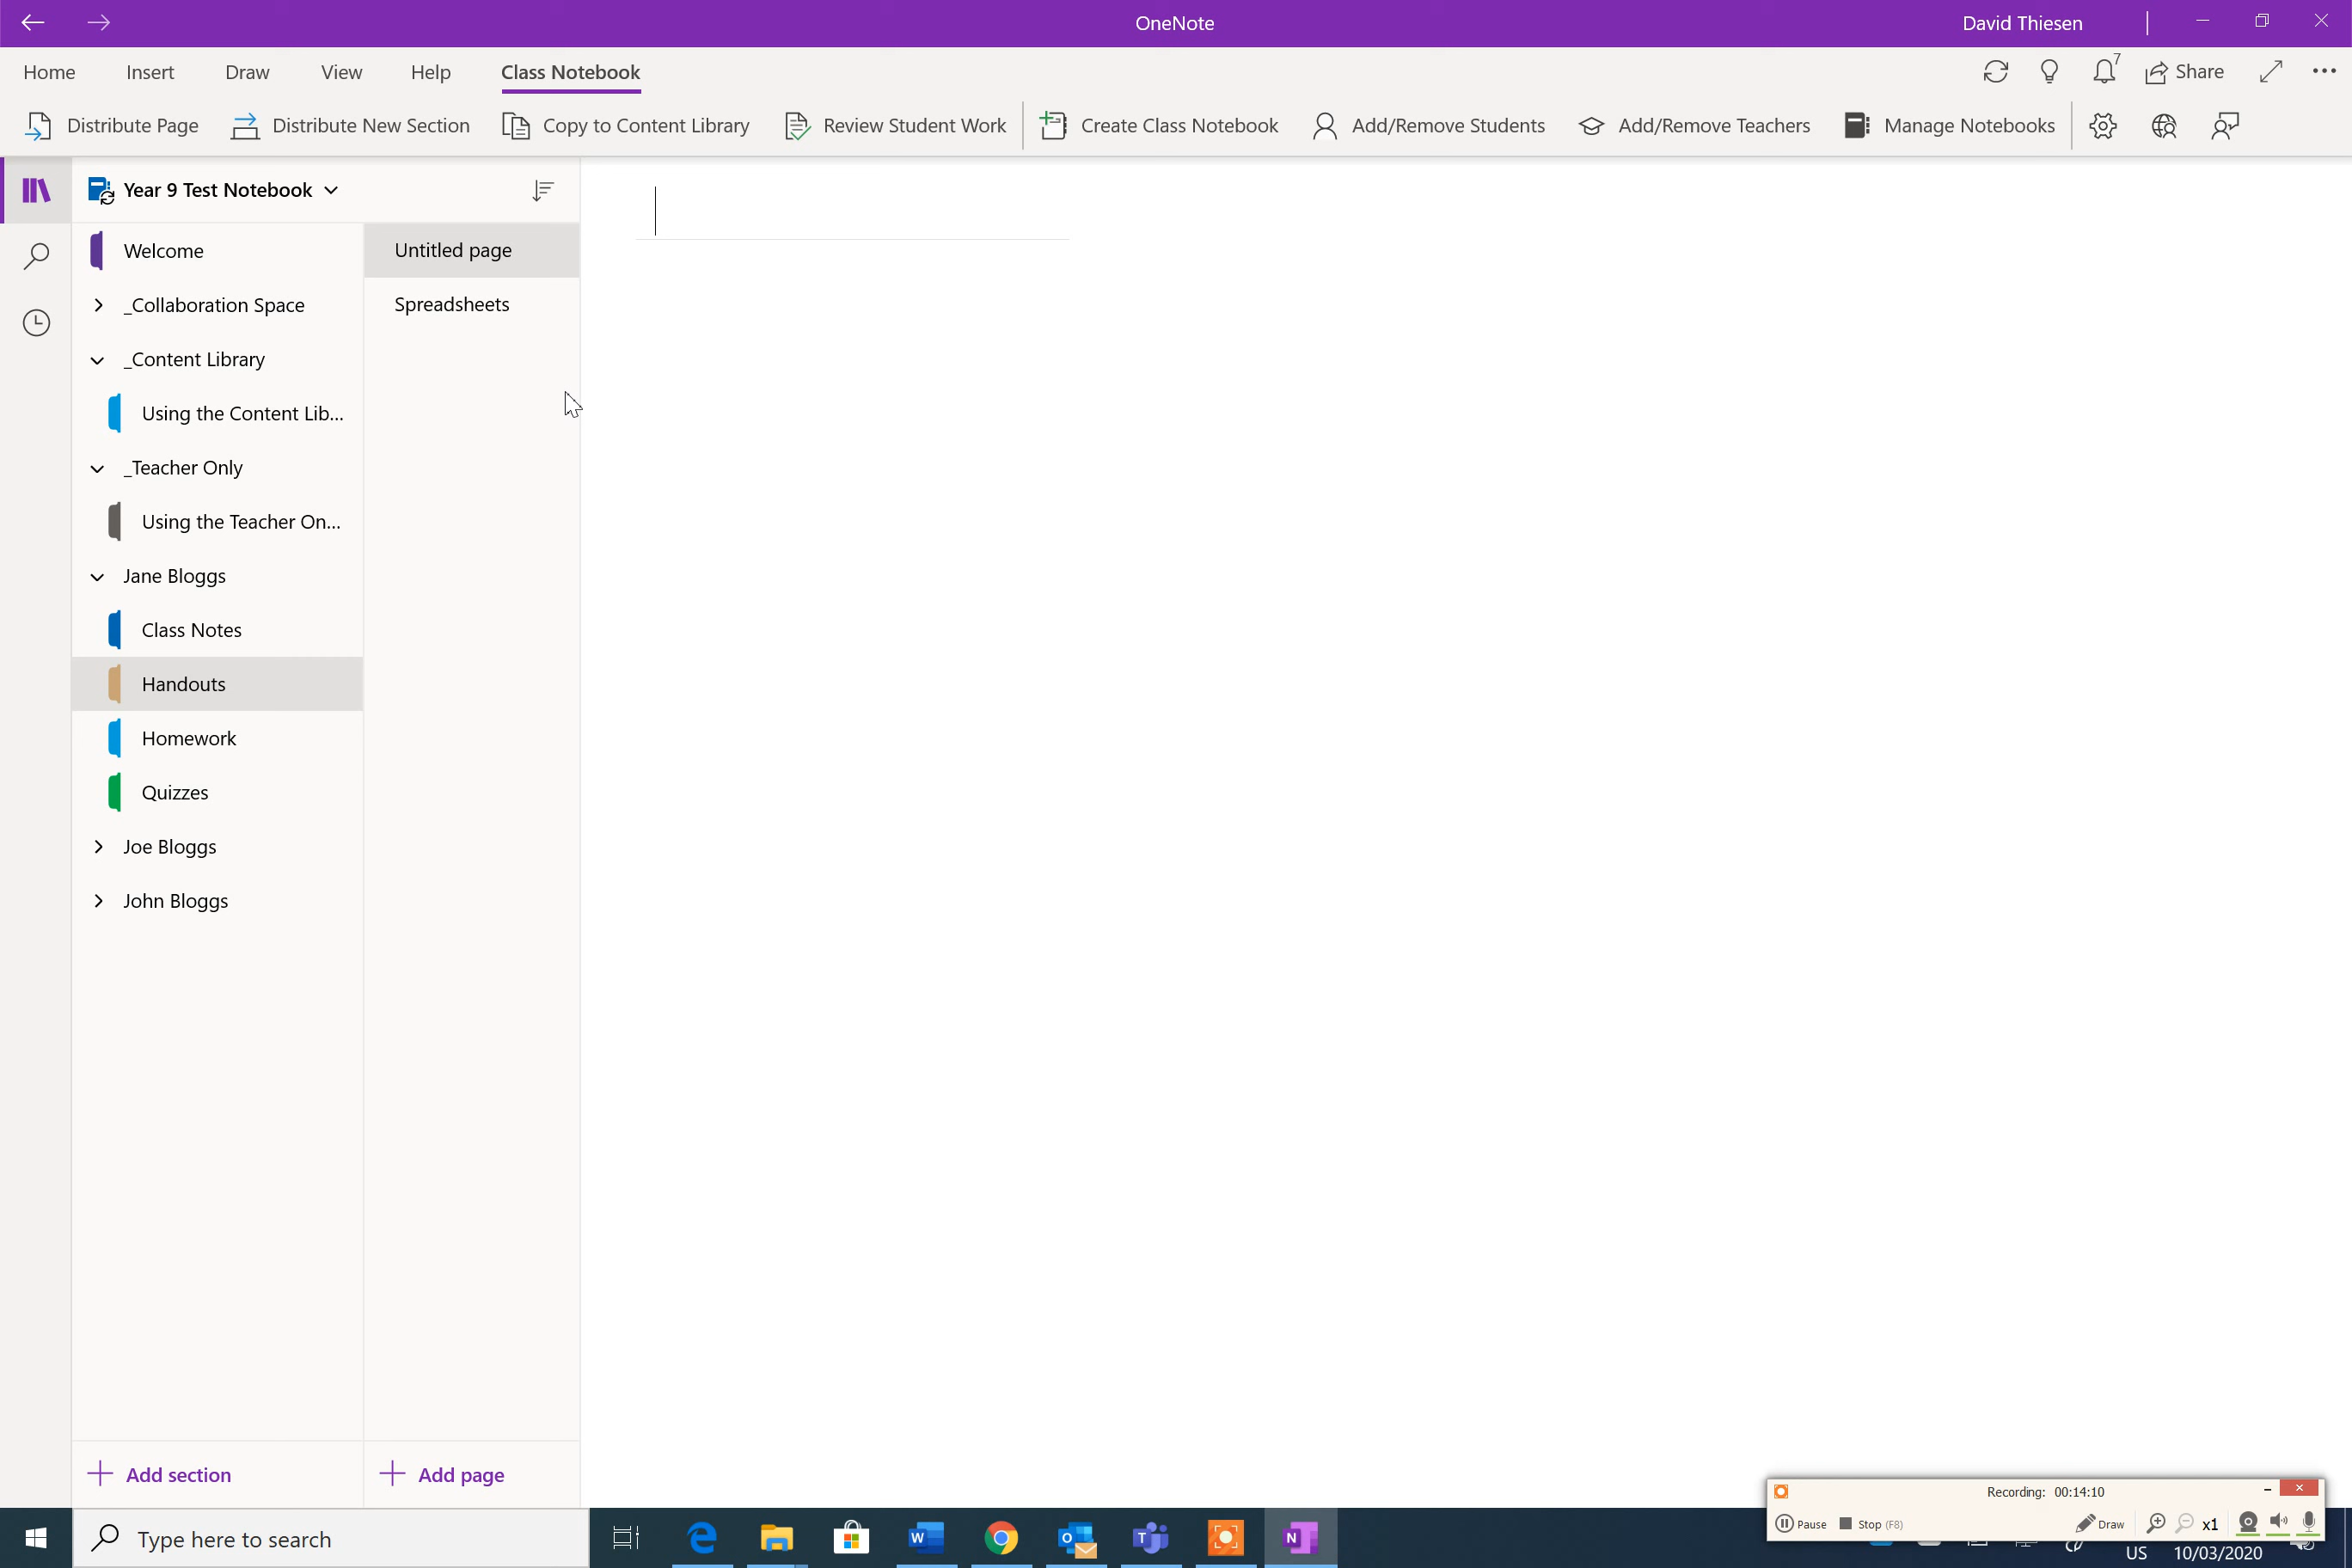 OneNote
David Thiesen
Home Insert Draw View Help Class Notebook
7
Share
Distribute Page Distribute New Section Copy to Content Library Review Student Work Create Class Notebook Add/Remove Students Add/Remove Teachers Manage Notebooks
Year 9 Test Notebook
Welcome
_Collaboration Space
_Content Library
Using the Content Lib...
_Teacher Only
Using the Teacher On...
Jane Bloggs
Class Notes
Handouts
Homework
Quizzes
Joe Bloggs
John Bloggs
Untitled page
Spreadsheets
Add section
Add page
Recording: 00:14:10
Pause Stop (F8) Draw x1
Type here to search
US 10/03/2020